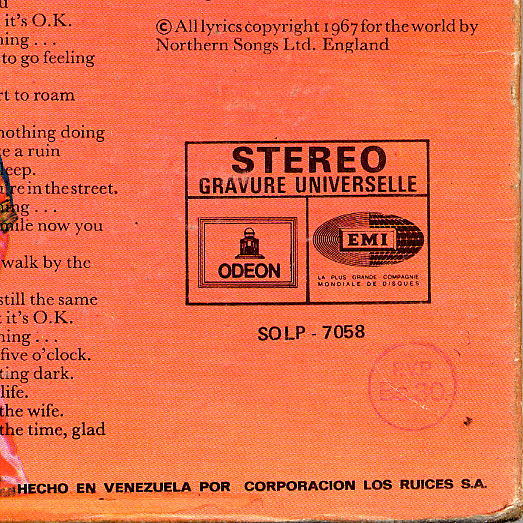 it's O.K.
to go feeling
rt to roam
nothing doing
e a ruin
leep.
re in the street.
mile now you
walk by the
still the same
it's O.K.
ning . . .
five o'clock.
ting dark.
life.
the wife.
the time, glad
© All lyrics copyright 1967 for the world by
Northern Songs Ltd. England
STEREO
GRAVURE UNIVERSELLE
ODEON
EMI
LA PLUS GRANDE COMPAGNIE
MONDIALE DE DISQUES
SOLP - 7058
R.V.P
Bs. 30
HECHO EN VENEZUELA POR CORPORACION LOS RUICES S.A.